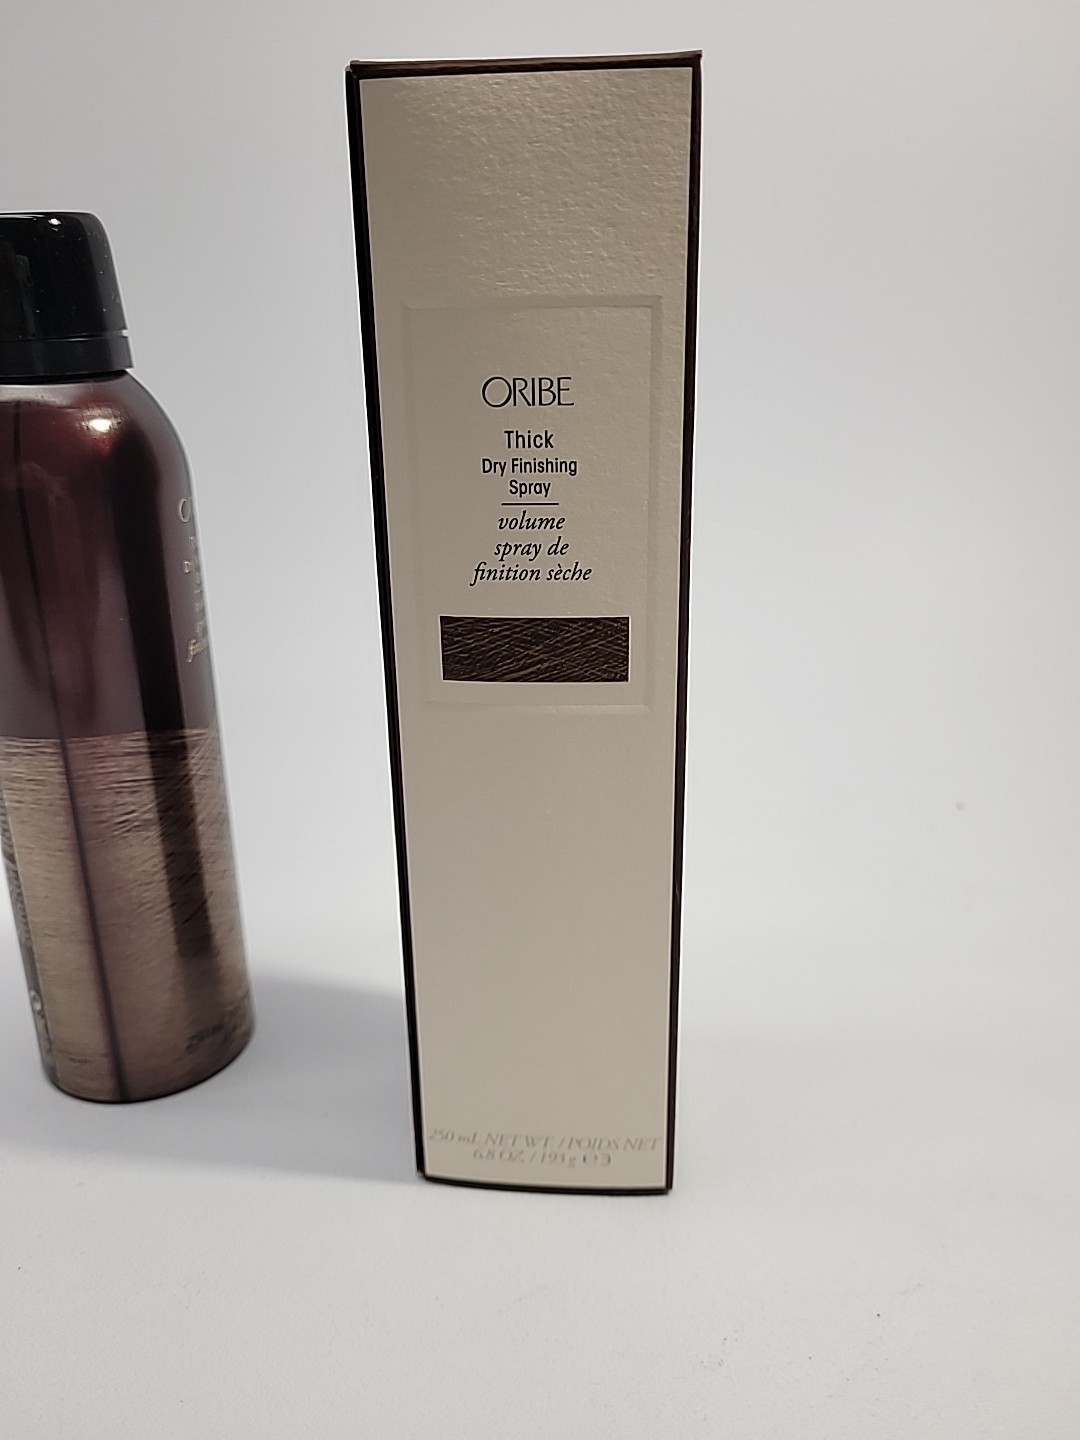 ORIBE
Thick
Dry Finishing
Spray
volume
spray de
finition sèche
250 mL NET WT. / POIDS NET
6.8 OZ. / 193 g ℮ 3